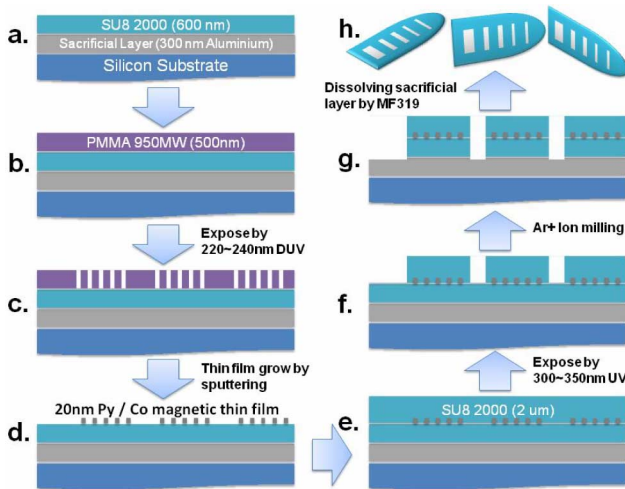 a.
SU8 2000 (600 nm)
Sacrificial Layer (300 nm Aluminium)
Silicon Substrate
b.
PMMA 950MW (500nm)
Expose by
220~240nm DUV
c.
Thin film grow by
sputtering
20nm Py / Co magnetic thin film
d.
e.
SU8 2000 (2 um)
Expose by
300~350nm UV
f.
Ar+ Ion milling
g.
Dissolving sacrificial
layer by MF319
h.